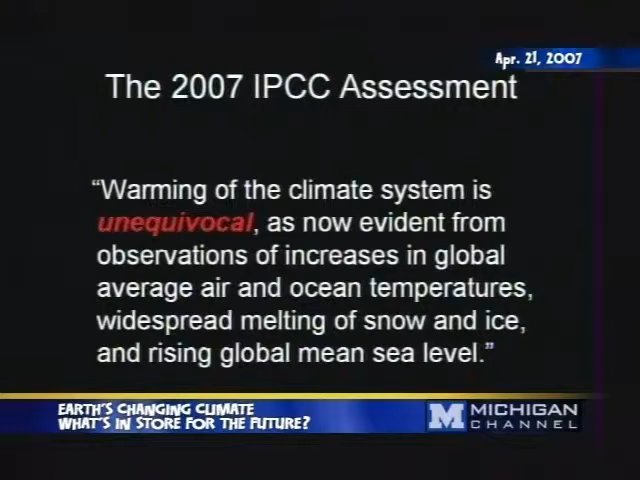 Apr. 21, 2007
The 2007 IPCC Assessment
“Warming of the climate system is
unequivocal, as now evident from
observations of increases in global
average air and ocean temperatures,
widespread melting of snow and ice,
and rising global mean sea level.”
EARTH'S CHANGING CLIMATE
WHAT'S IN STORE FOR THE FUTURE?
M MICHIGAN
CHANNEL